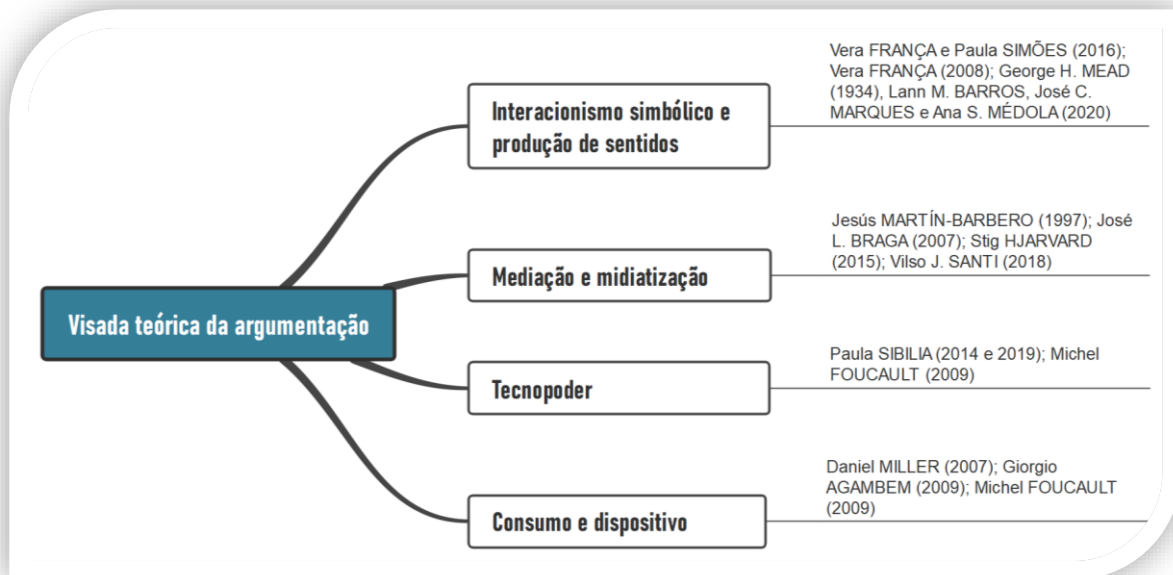 Vera FRANÇA e Paula SIMÕES (2016);
Vera FRANÇA (2008); George H. MEAD
(1934), Lann M. BARROS, José C.
MARQUES e Ana S. MÉDOLA (2020)
Interacionismo simbólico e
produção de sentidos
Jesús MARTÍN-BARBERO (1997); José
L. BRAGA (2007); Stig HJARVARD
(2015); Vilso J. SANTI (2018)
Mediação e midiatização
Visada teórica da argumentação
Paula SIBILIA (2014 e 2019); Michel
FOUCAULT (2009)
Tecnopoder
Daniel MILLER (2007); Giorgio
AGAMBEM (2009); Michel FOUCAULT
(2009)
Consumo e dispositivo